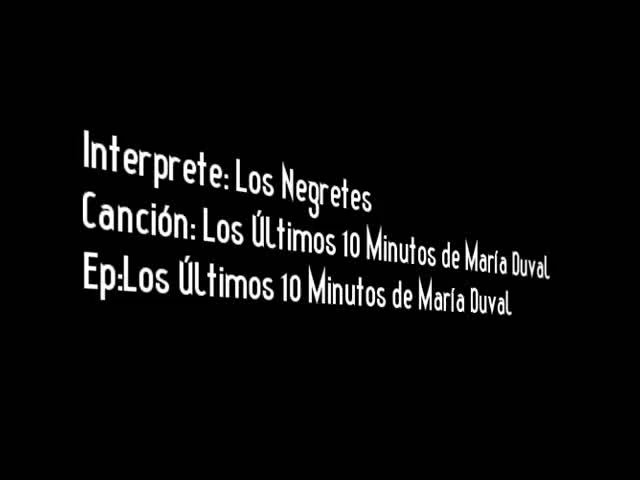 Interprete: Los Negretes
Canción: Los Últimos 10 Minutos de María Duval
Ep:Los Últimos 10 Minutos de María Duval